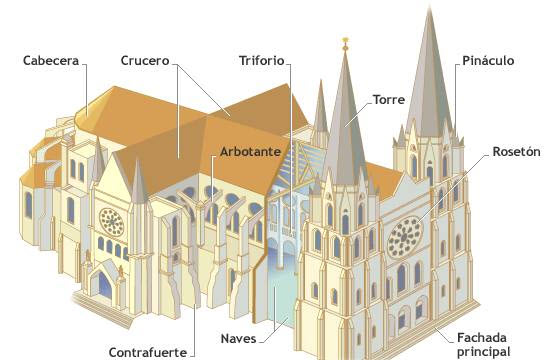 Cabecera
Crucero
Triforio
Pináculo
Torre
Arbotante
Rosetón
Naves
Contrafuerte
Fachada
principal